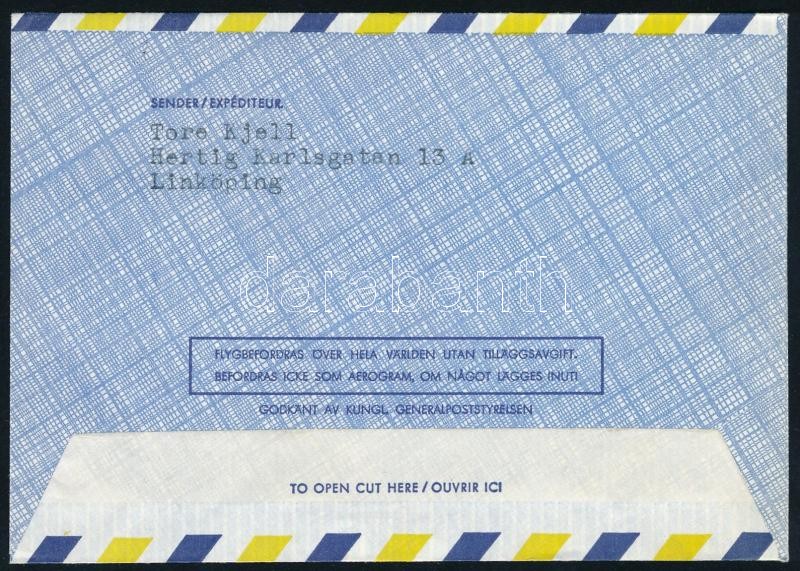 SENDER/EXPÉDITEUR.
Tore Kjell
Hertig Karlsgatan 13 A
Linköping
darabanth
FLYGBEFORDRAS ÖVER HELA VÄRLDEN UTAN TILLÄGGSAVGIFT.
BEFORDRAS ICKE SOM AEROGRAM, OM NÅGOT LÄGGES INUTI
GODKÄNT AV KUNGL. GENERALPOSTSTYRELSEN
TO OPEN CUT HERE/OUVRIR ICI